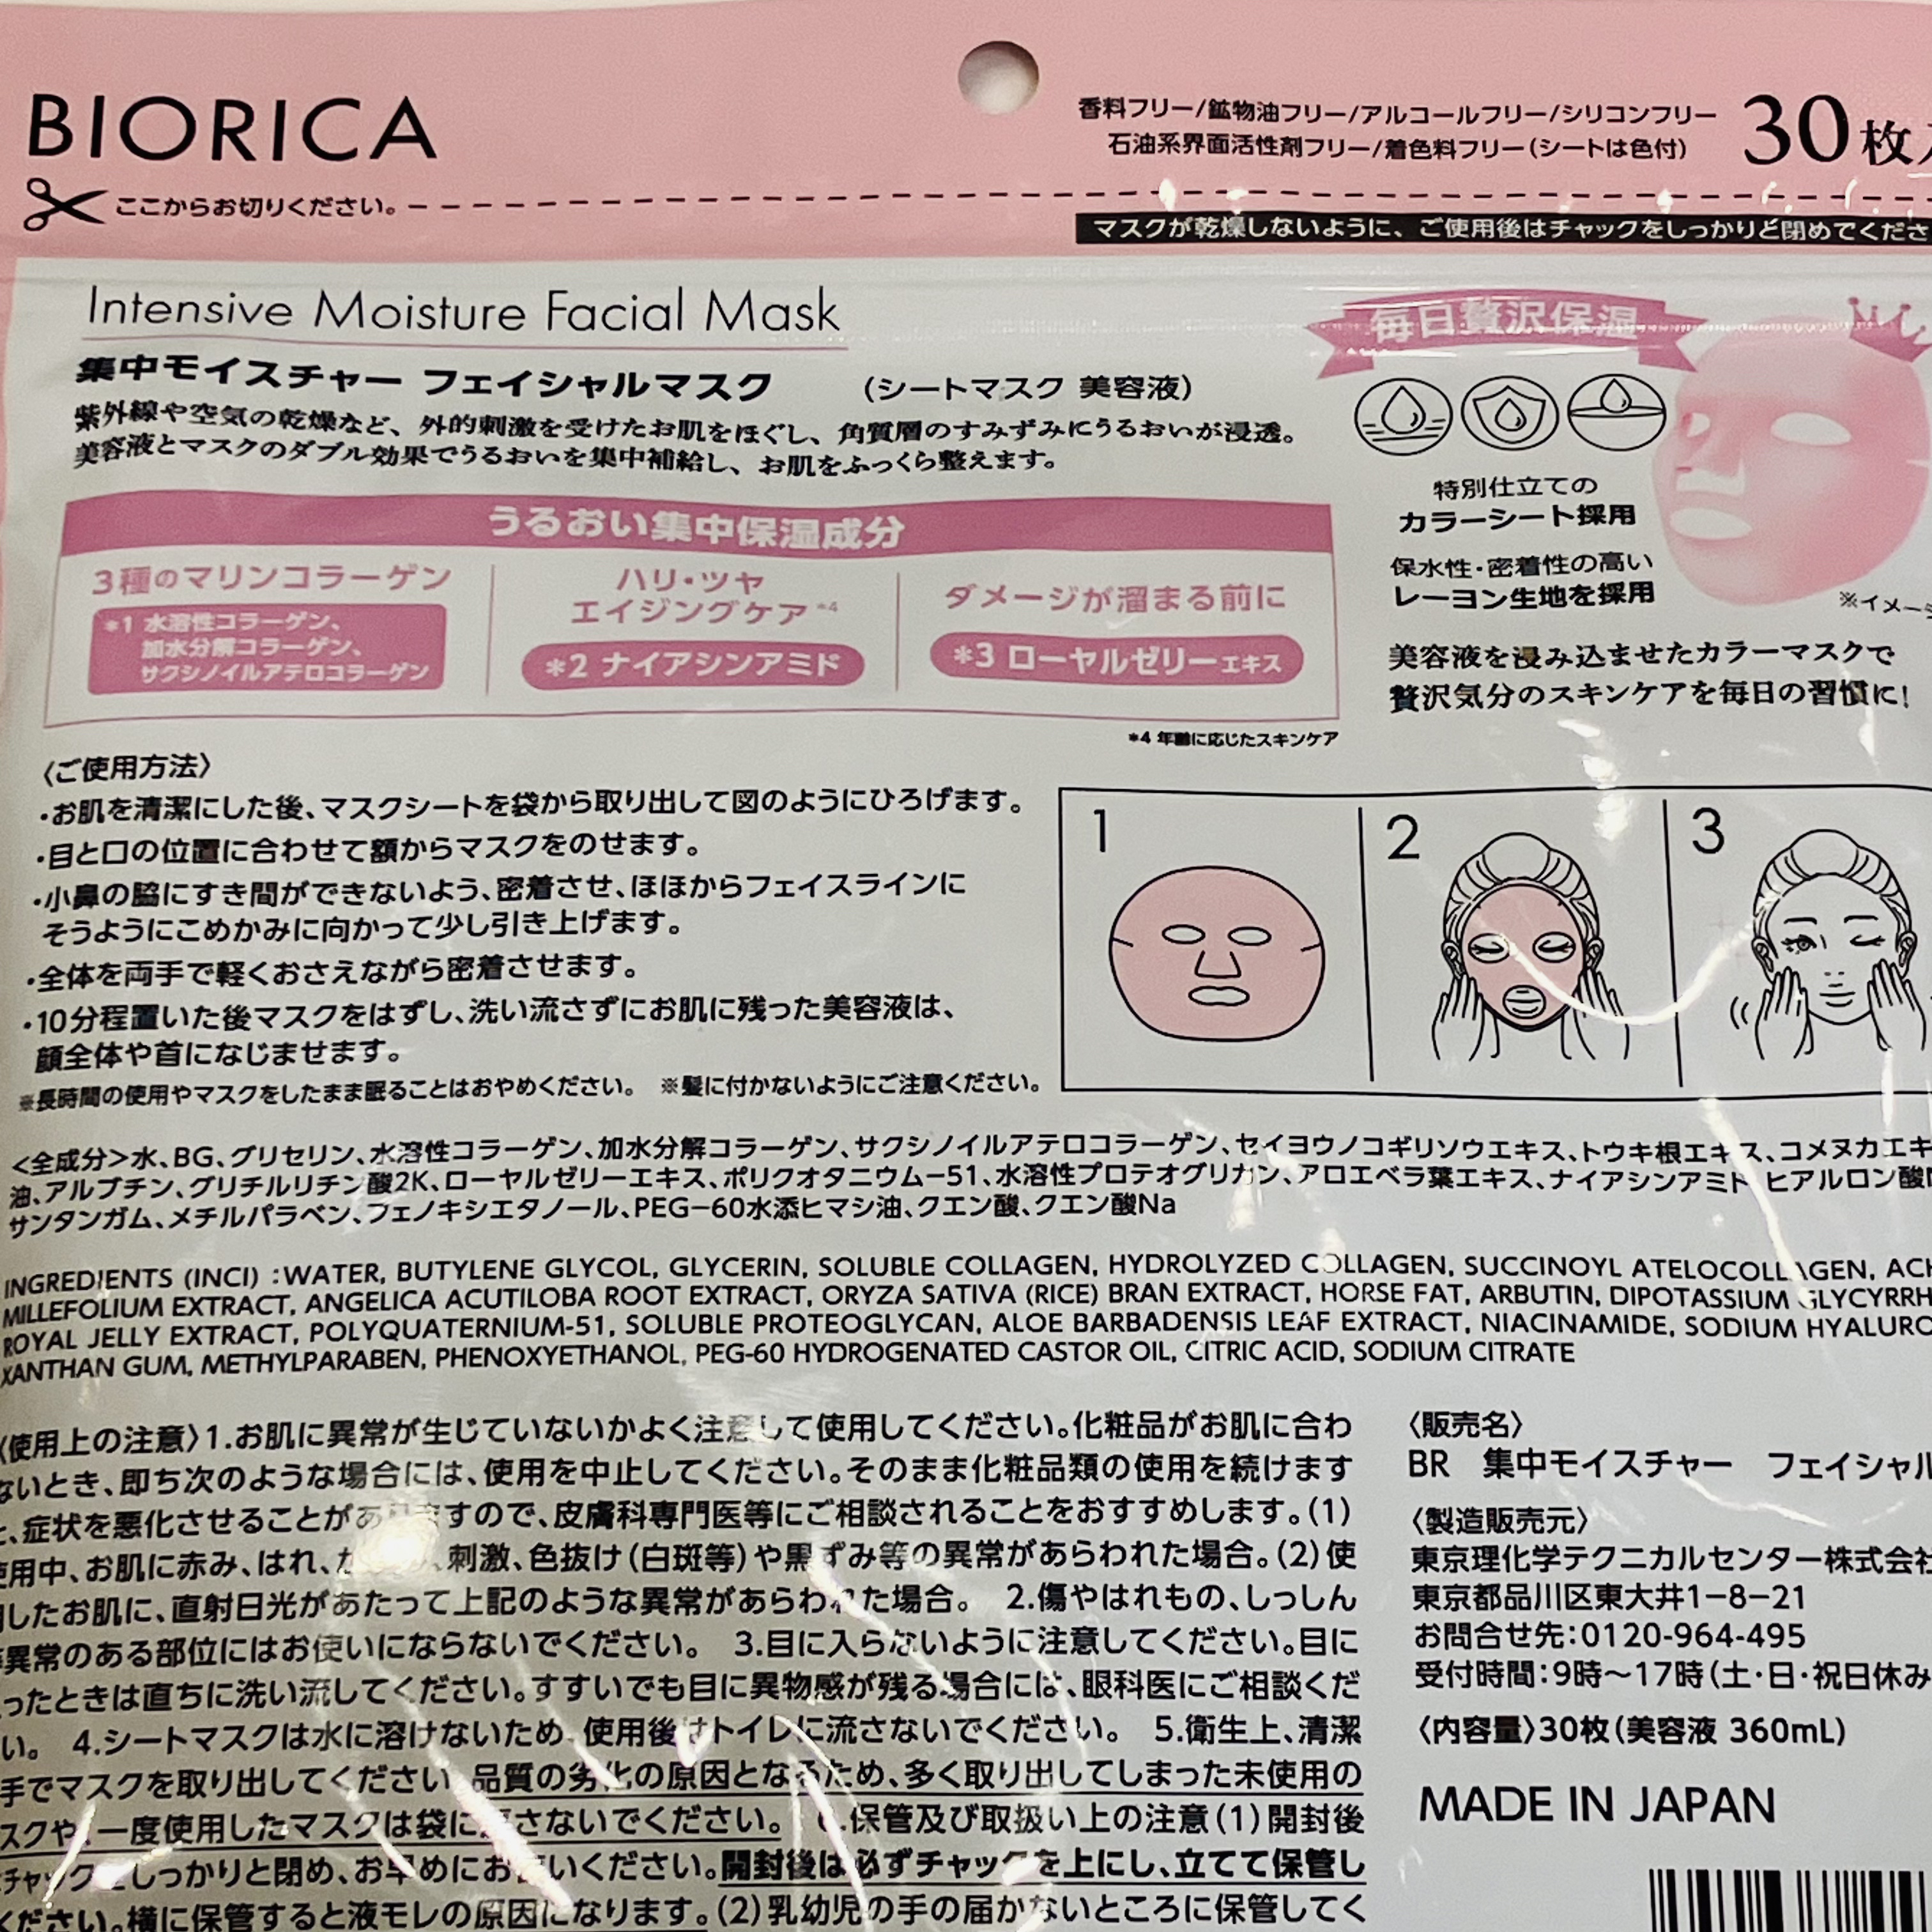 BIORICA
香料フリー/鉱物油フリー/アルコールフリー/シリコンフリー
石油系界面活性剤フリー/着色料フリー(シートは色付)
30枚
ここからお切りください。
マスクが乾燥しないように、ご使用後はチャックをしっかりと閉めてくださ
Intensive Moisture Facial Mask
集中モイスチャー フェイシャルマスク (シートマスク 美容液)
紫外線や空気の乾燥など、外的刺激を受けたお肌をほぐし、角質層のすみずみにうるおいが浸透。
美容液とマスクのダブル効果でうるおいを集中補給し、お肌をふっくら整えます。
毎日贅沢保湿
特別仕立ての
カラーシート採用
保水性・密着性の高い
レーヨン生地を採用
※イメー
美容液を浸み込ませたカラーマスクで
贅沢気分のスキンケアを毎日の習慣に!
うるおい集中保湿成分
3種のマリンコラーゲン
*1 水溶性コラーゲン、
加水分解コラーゲン、
サクシノイルアテロコラーゲン
ハリ・ツヤ
エイジングケア*4
*2 ナイアシンアミド
ダメージが溜まる前に
*3 ローヤルゼリーエキス
*4 年齢に応じたスキンケア
〈ご使用方法〉
・お肌を清潔にした後、マスクシートを袋から取り出して図のようにひろげます。
・目と口の位置に合わせて額からマスクをのせます。
・小鼻の脇にすき間ができないよう、密着させ、ほほからフェイスラインに
そうようにこめかみに向かって少し引き上げます。
・全体を両手で軽くおさえながら密着させます。
・10分程置いた後マスクをはずし、洗い流さずにお肌に残った美容液は、
顔全体や首になじませます。
※長時間の使用やマスクをしたまま眠ることはおやめください。 ※髪に付かないようにご注意ください。
1
2
3
<全成分>水、BG、グリセリン、水溶性コラーゲン、加水分解コラーゲン、サクシノイルアテロコラーゲン、セイヨウノコギリソウエキス、トウキ根エキス、コメヌカエキ
油、アルブチン、グリチルリチン酸2K、ローヤルゼリーエキス、ポリクオタニウム−51、水溶性プロテオグリカン、アロエベラ葉エキス、ナイアシンアミド、ヒアルロン酸
サンタンガム、メチルパラベン、フェノキシエタノール、PEG−60水添ヒマシ油、クエン酸、クエン酸Na
INGREDIENTS (INCI) :WATER, BUTYLENE GLYCOL, GLYCERIN, SOLUBLE COLLAGEN, HYDROLYZED COLLAGEN, SUCCINOYL ATELOCOLLAGEN, ACH
MILLEFOLIUM EXTRACT, ANGELICA ACUTILOBA ROOT EXTRACT, ORYZA SATIVA (RICE) BRAN EXTRACT, HORSE FAT, ARBUTIN, DIPOTASSIUM GLYCYRRH
ROYAL JELLY EXTRACT, POLYQUATERNIUM-51, SOLUBLE PROTEOGLYCAN, ALOE BARBADENSIS LEAF EXTRACT, NIACINAMIDE, SODIUM HYALURO
XANTHAN GUM, METHYLPARABEN, PHENOXYETHANOL, PEG-60 HYDROGENATED CASTOR OIL, CITRIC ACID, SODIUM CITRATE
〈使用上の注意〉1.お肌に異常が生じていないかよく注意して使用してください。化粧品がお肌に合わ
ないとき、即ち次のような場合には、使用を中止してください。そのまま化粧品類の使用を続けます
と、症状を悪化させることがありますので、皮膚科専門医等にご相談されることをおすすめします。(1)
使用中、お肌に赤み、はれ、かゆみ、刺激、色抜け(白斑等)や黒ずみ等の異常があらわれた場合。(2)使
したお肌に、直射日光があたって上記のような異常があらわれた場合。 2.傷やはれもの、しっしん
異常のある部位にはお使いにならないでください。 3.目に入らないように注意してください。目に
ったときは直ちに洗い流してください。すすいでも目に異物感が残る場合には、眼科医にご相談くだ
い。 4.シートマスクは水に溶けないため、使用後はトイレに流さないでください。 5.衛生上、清潔
手でマスクを取り出してください。品質の劣化の原因となるため、多く取り出してしまった未使用の
スクや、一度使用したマスクは袋に戻さないでください。 6.保管及び取扱い上の注意(1)開封後
チャックをしっかりと閉め、お早めにお使いください。開封後は必ずチャックを上にし、立てて保管し
ください。横に保管すると液モレの原因になります。(2)乳幼児の手の届かないところに保管してく
〈販売名〉
BR 集中モイスチャー フェイシャル
〈製造販売元〉
東京理化学テクニカルセンター株式会社
東京都品川区東大井1−8−21
お問合せ先:0120-964-495
受付時間:9時〜17時(土・日・祝日休み
〈内容量〉30枚(美容液 360mL)
MADE IN JAPAN